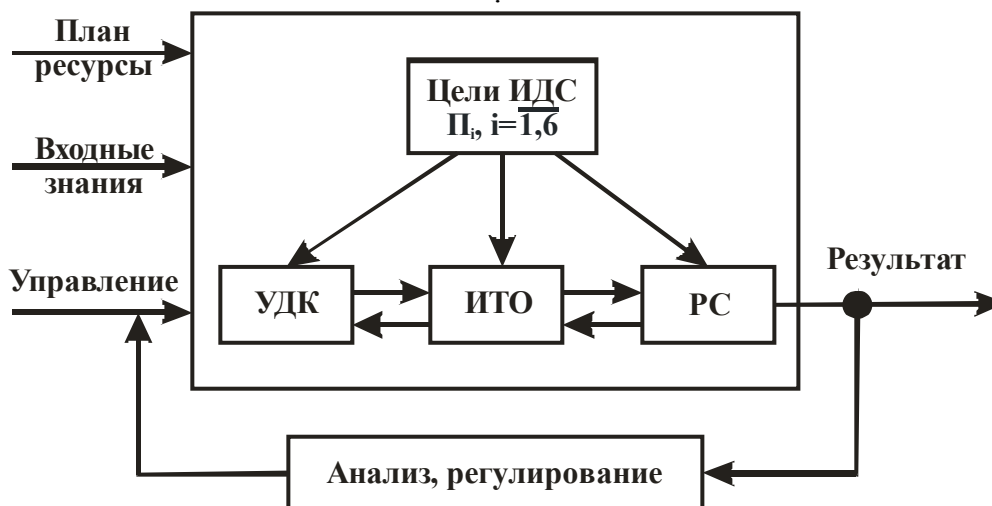 План
ресурсы
Цели ИДС
Пᵢ, i=1,6
Входные
знания
Управление
УДК
ИТО
РС
Результат
Анализ, регулирование